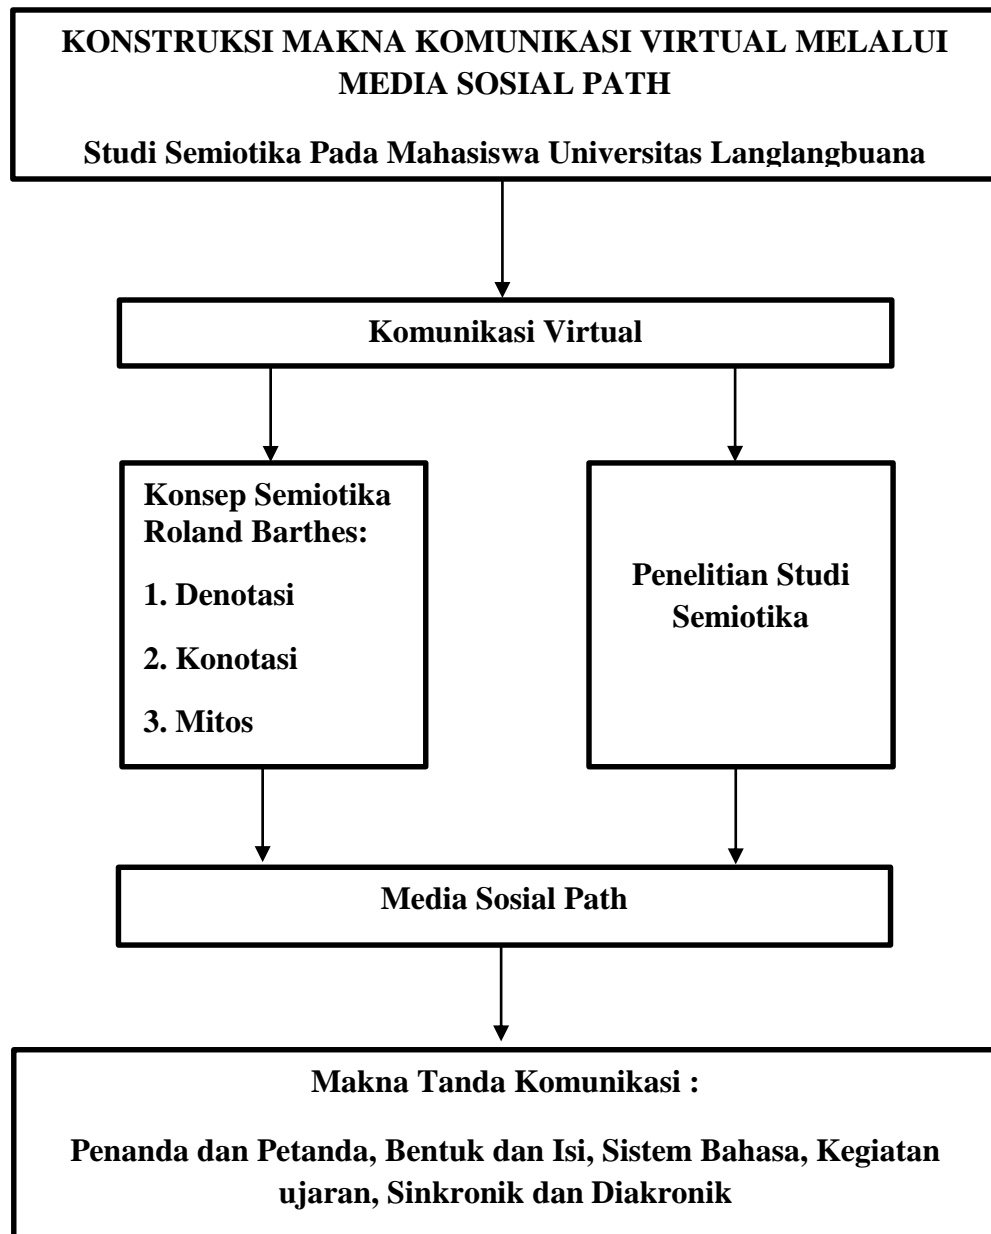 KONSTRUKSI MAKNA KOMUNIKASI VIRTUAL MELALUI
MEDIA SOSIAL PATH
Studi Semiotika Pada Mahasiswa Universitas Langlangbuana
Komunikasi Virtual
Konsep Semiotika
Roland Barthes:
1. Denotasi
2. Konotasi
3. Mitos
Penelitian Studi
Semiotika
Media Sosial Path
Makna Tanda Komunikasi :
Penanda dan Petanda, Bentuk dan Isi, Sistem Bahasa, Kegiatan
ujaran, Sinkronik dan Diakronik